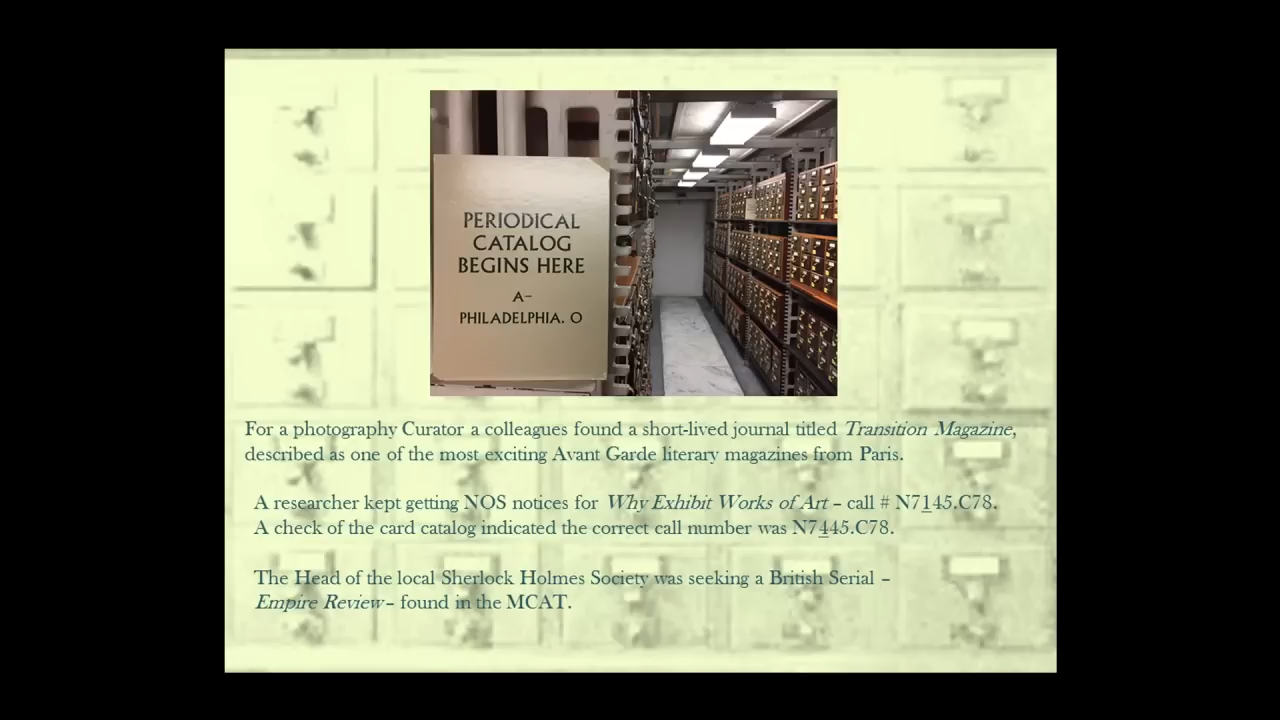 PERIODICAL
CATALOG
BEGINS HERE
A-
PHILADELPHIA. O
For a photography Curator a colleagues found a short-lived journal titled Transition Magazine,
described as one of the most exciting Avant Garde literary magazines from Paris.
A researcher kept getting NOS notices for Why Exhibit Works of Art – call # N7145.C78.
A check of the card catalog indicated the correct call number was N7445.C78.
The Head of the local Sherlock Holmes Society was seeking a British Serial –
Empire Review – found in the MCAT.